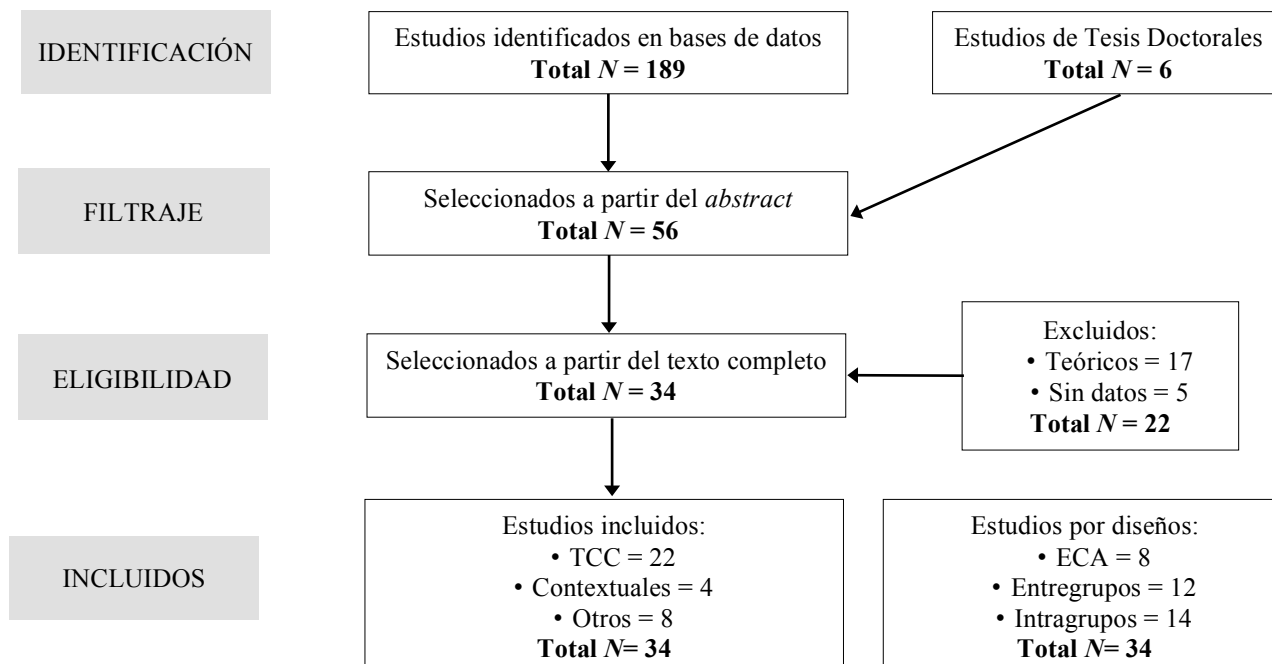 IDENTIFICACIÓN
Estudios identificados en bases de datos
Total N = 189
Estudios de Tesis Doctorales
Total N = 6
FILTRAJE
Seleccionados a partir del abstract
Total N = 56
ELIGIBILIDAD
Seleccionados a partir del texto completo
Total N = 34
Excluidos:
• Teóricos = 17
• Sin datos = 5
Total N = 22
INCLUIDOS
Estudios incluidos:
• TCC = 22
• Contextuales = 4
• Otros = 8
Total N= 34
Estudios por diseños:
• ECA = 8
• Entregrupos = 12
• Intragrupos = 14
Total N= 34